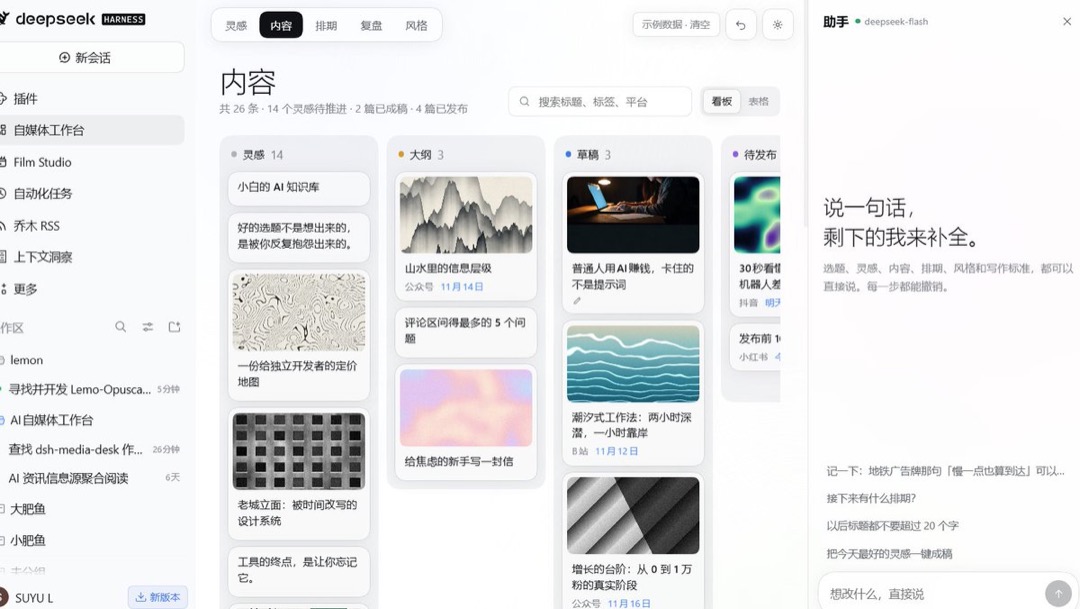 deepseek HARNESS
新会话
插件
自媒体工作台
Film Studio
自动化任务
乔木 RSS
上下文洞察
更多
作区
lemon
寻找并开发 Lemo-Opusca... 5分钟
AI自媒体工作台
查找 dsh-media-desk 作... 26分钟
AI 资讯信息源聚合阅读 6天
大肥鱼
小肥鱼
未分组
SUYU L
新版本
灵感
内容
排期
复盘
风格
示例数据 · 清空
内容
共 26 条 · 14 个灵感待推进 · 2 篇已成稿 · 4 篇已发布
搜索标题、标签、平台
看板
表格
灵感 14
小白的 AI 知识库
好的选题不是想出来的，
是被你反复抱怨出来的。
一份给独立开发者的定价
地图
老城立面：被时间改写的
设计系统
工具的终点，是让你忘记
它。
大纲 3
山水里的信息层级
公众号 11月14日
评论区问得最多的 5 个问
题
给焦虑的新手写一封信
草稿 3
普通人用AI赚钱，卡住的
不是提示词
潮汐式工作法：两小时深
潜，一小时靠岸
B站 11月12日
增长的台阶：从 0 到 1 万
粉的真实阶段
公众号 11月16日
待发布
30秒看懂
机器人差
抖音 明天
发布前
小红书
助手 deepseek-flash
说一句话，
剩下的我来补全。
选题、灵感、内容、排期、风格和写作标准，都可以
直接说。每一步都能撤销。
记一下：地铁广告牌那句「慢一点也算到达」可以...
接下来有什么排期？
以后标题都不要超过 20 个字
把今天最好的灵感一键成稿
想改什么，直接说